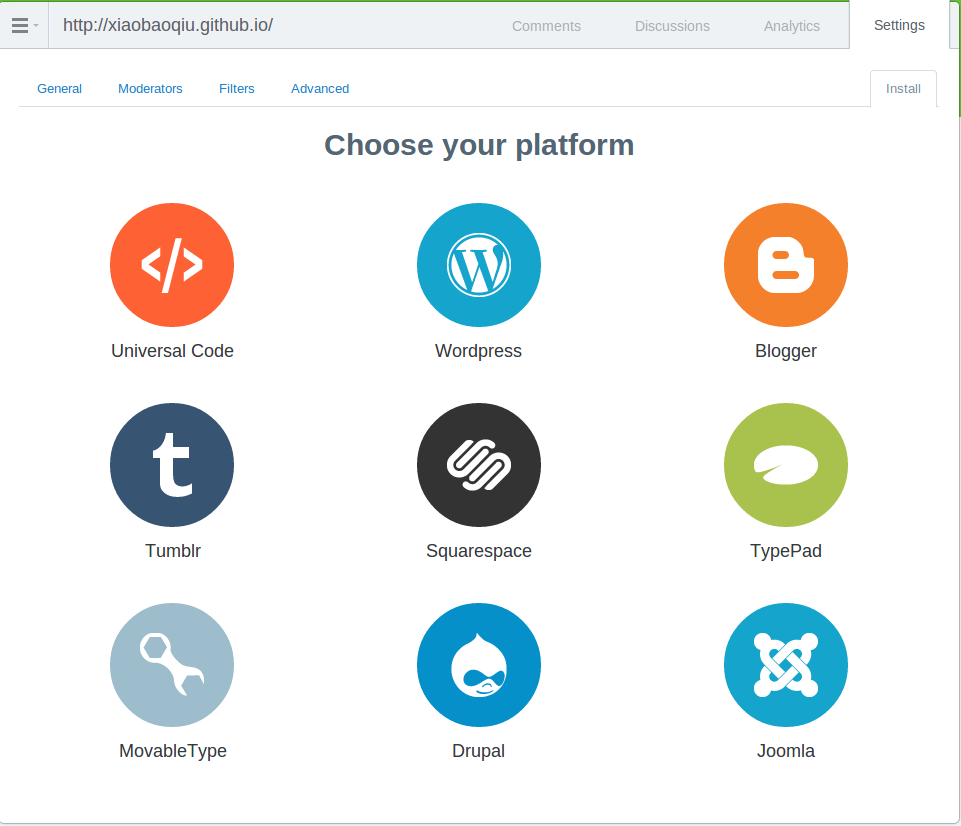 http://xiaobaoqiu.github.io/ Comments Discussions Analytics Settings
General Moderators Filters Advanced Install
Choose your platform
Universal Code Wordpress Blogger
Tumblr Squarespace TypePad
MovableType Drupal Joomla